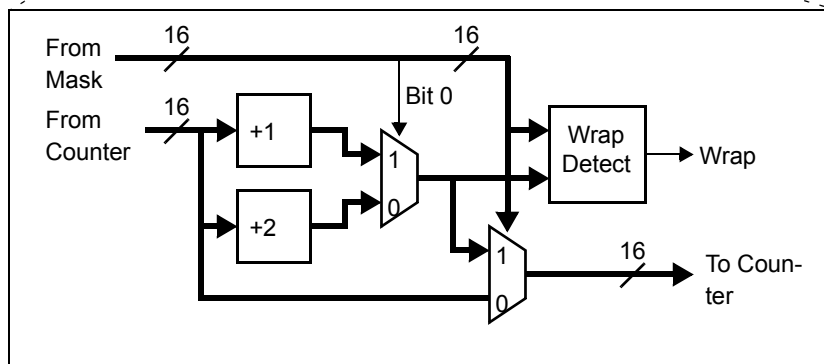 16
16
From
Mask
Bit 0
From
Counter
16
+1
1
0
+2
Wrap
Detect
Wrap
1
0
16
To Coun-
ter